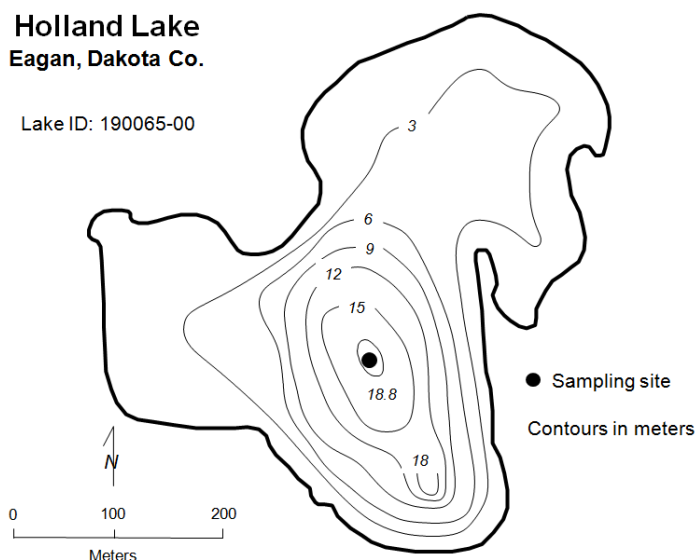 Holland Lake
Eagan, Dakota Co.
Lake ID: 190065-00
3
6
9
12
15
18.8
18
Sampling site
Contours in meters
N
0 100 200
Meters